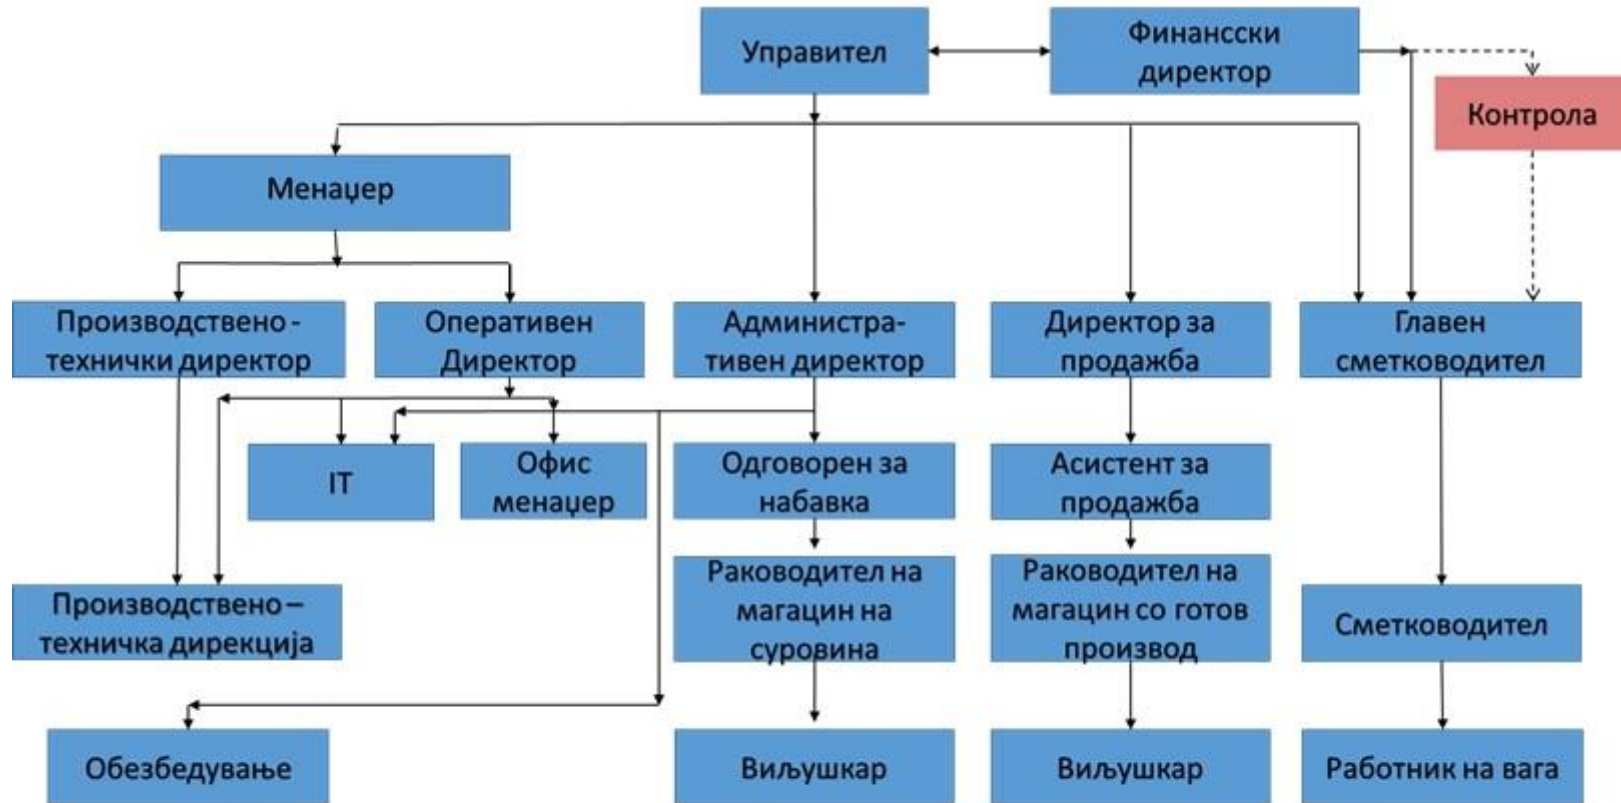 Управител
Финансски
директор
Контрола
Менаџер
Производствено -
технички директор
Оперативен
Директор
Администра-
тивен директор
Директор за
продажба
Главен
сметководител
IT
Офис
менаџер
Одговорен за
набавка
Асистент за
продажба
Производствено –
техничка дирекција
Раководител на
магацин на
суровина
Раководител на
магацин со готов
производ
Сметководител
Обезбедување
Виљушкар
Виљушкар
Работник на вага